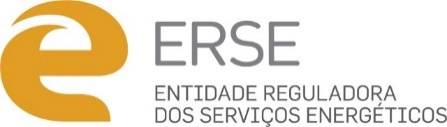 ERSE
ENTIDADE REGULADORA
DOS SERVIÇOS ENERGÉTICOS